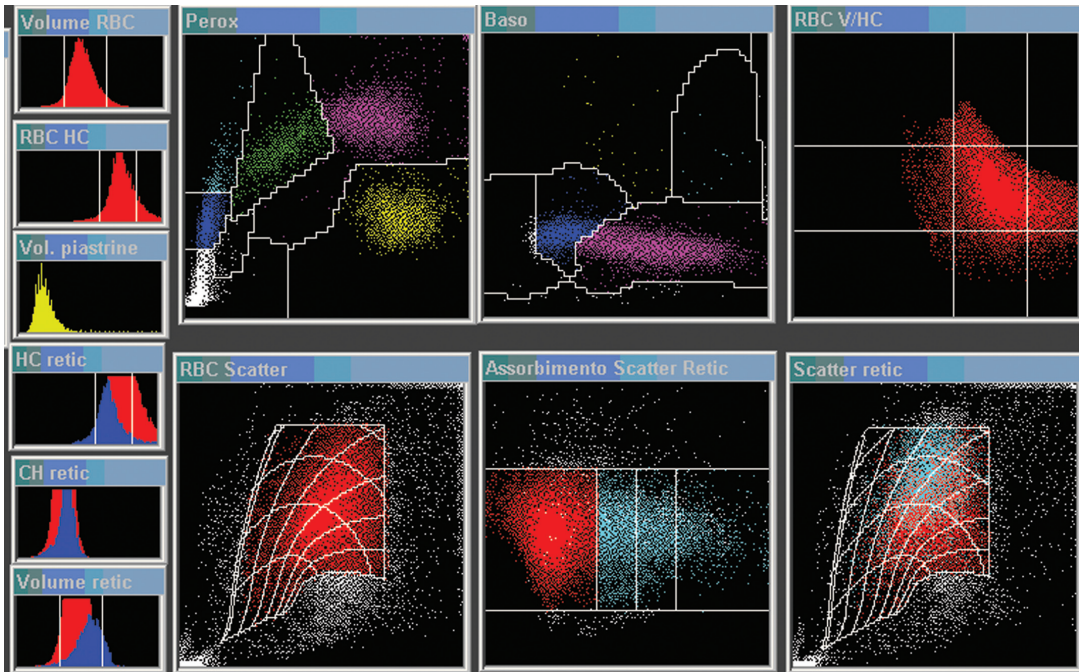 Volume RBC
Perox
Baso
RBC V/HC
RBC HC
Vol. piastrine
HC retic
RBC Scatter
Assorbimento Scatter Retic
Scatter retic
CH retic
Volume retic